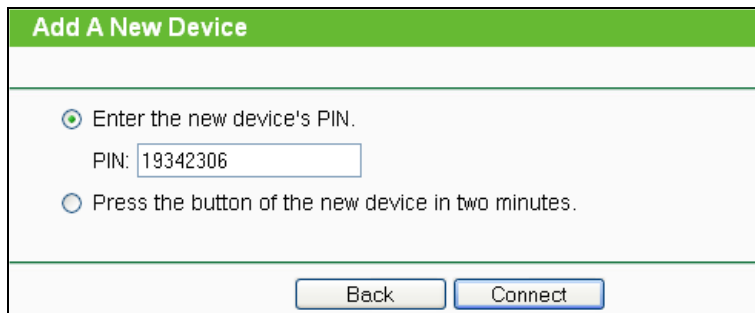 Add A New Device
Enter the new device's PIN.
PIN: 19342306
Press the button of the new device in two minutes.
Back Connect